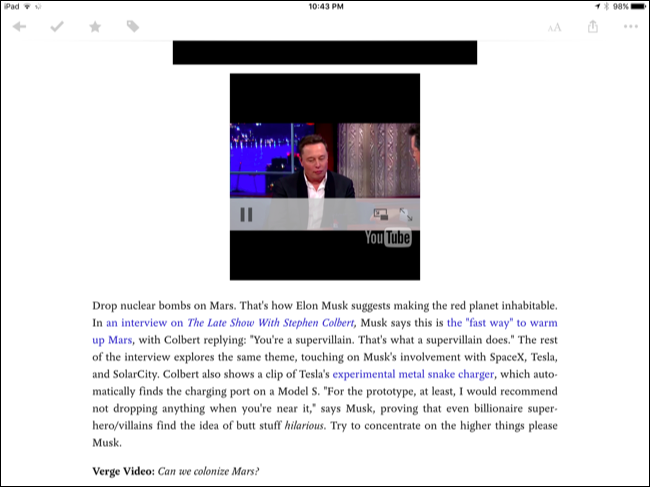 iPad 10:43 PM 98%
AA
YouTube
Drop nuclear bombs on Mars. That's how Elon Musk suggests making the red planet inhabitable.
In an interview on The Late Show With Stephen Colbert, Musk says this is the "fast way" to warm
up Mars, with Colbert replying: "You're a supervillain. That's what a supervillain does." The rest
of the interview explores the same theme, touching on Musk's involvement with SpaceX, Tesla,
and SolarCity. Colbert also shows a clip of Tesla's experimental metal snake charger, which auto-
matically finds the charging port on a Model S. "For the prototype, at least, I would recommend
not dropping anything when you're near it," says Musk, proving that even billionaire super-
hero/villains find the idea of butt stuff hilarious. Try to concentrate on the higher things please
Musk.
Verge Video: Can we colonize Mars?